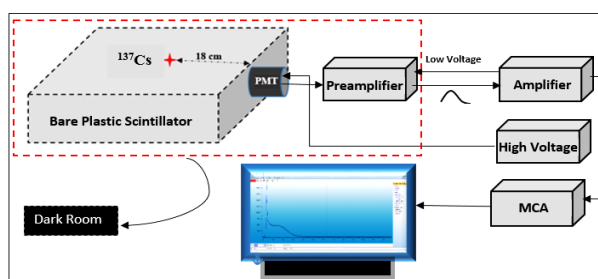 ¹³⁷Cs
18 cm
PMT
Bare Plastic Scintillator
Preamplifier
Low Voltage
Amplifier
High Voltage
MCA
Dark Room